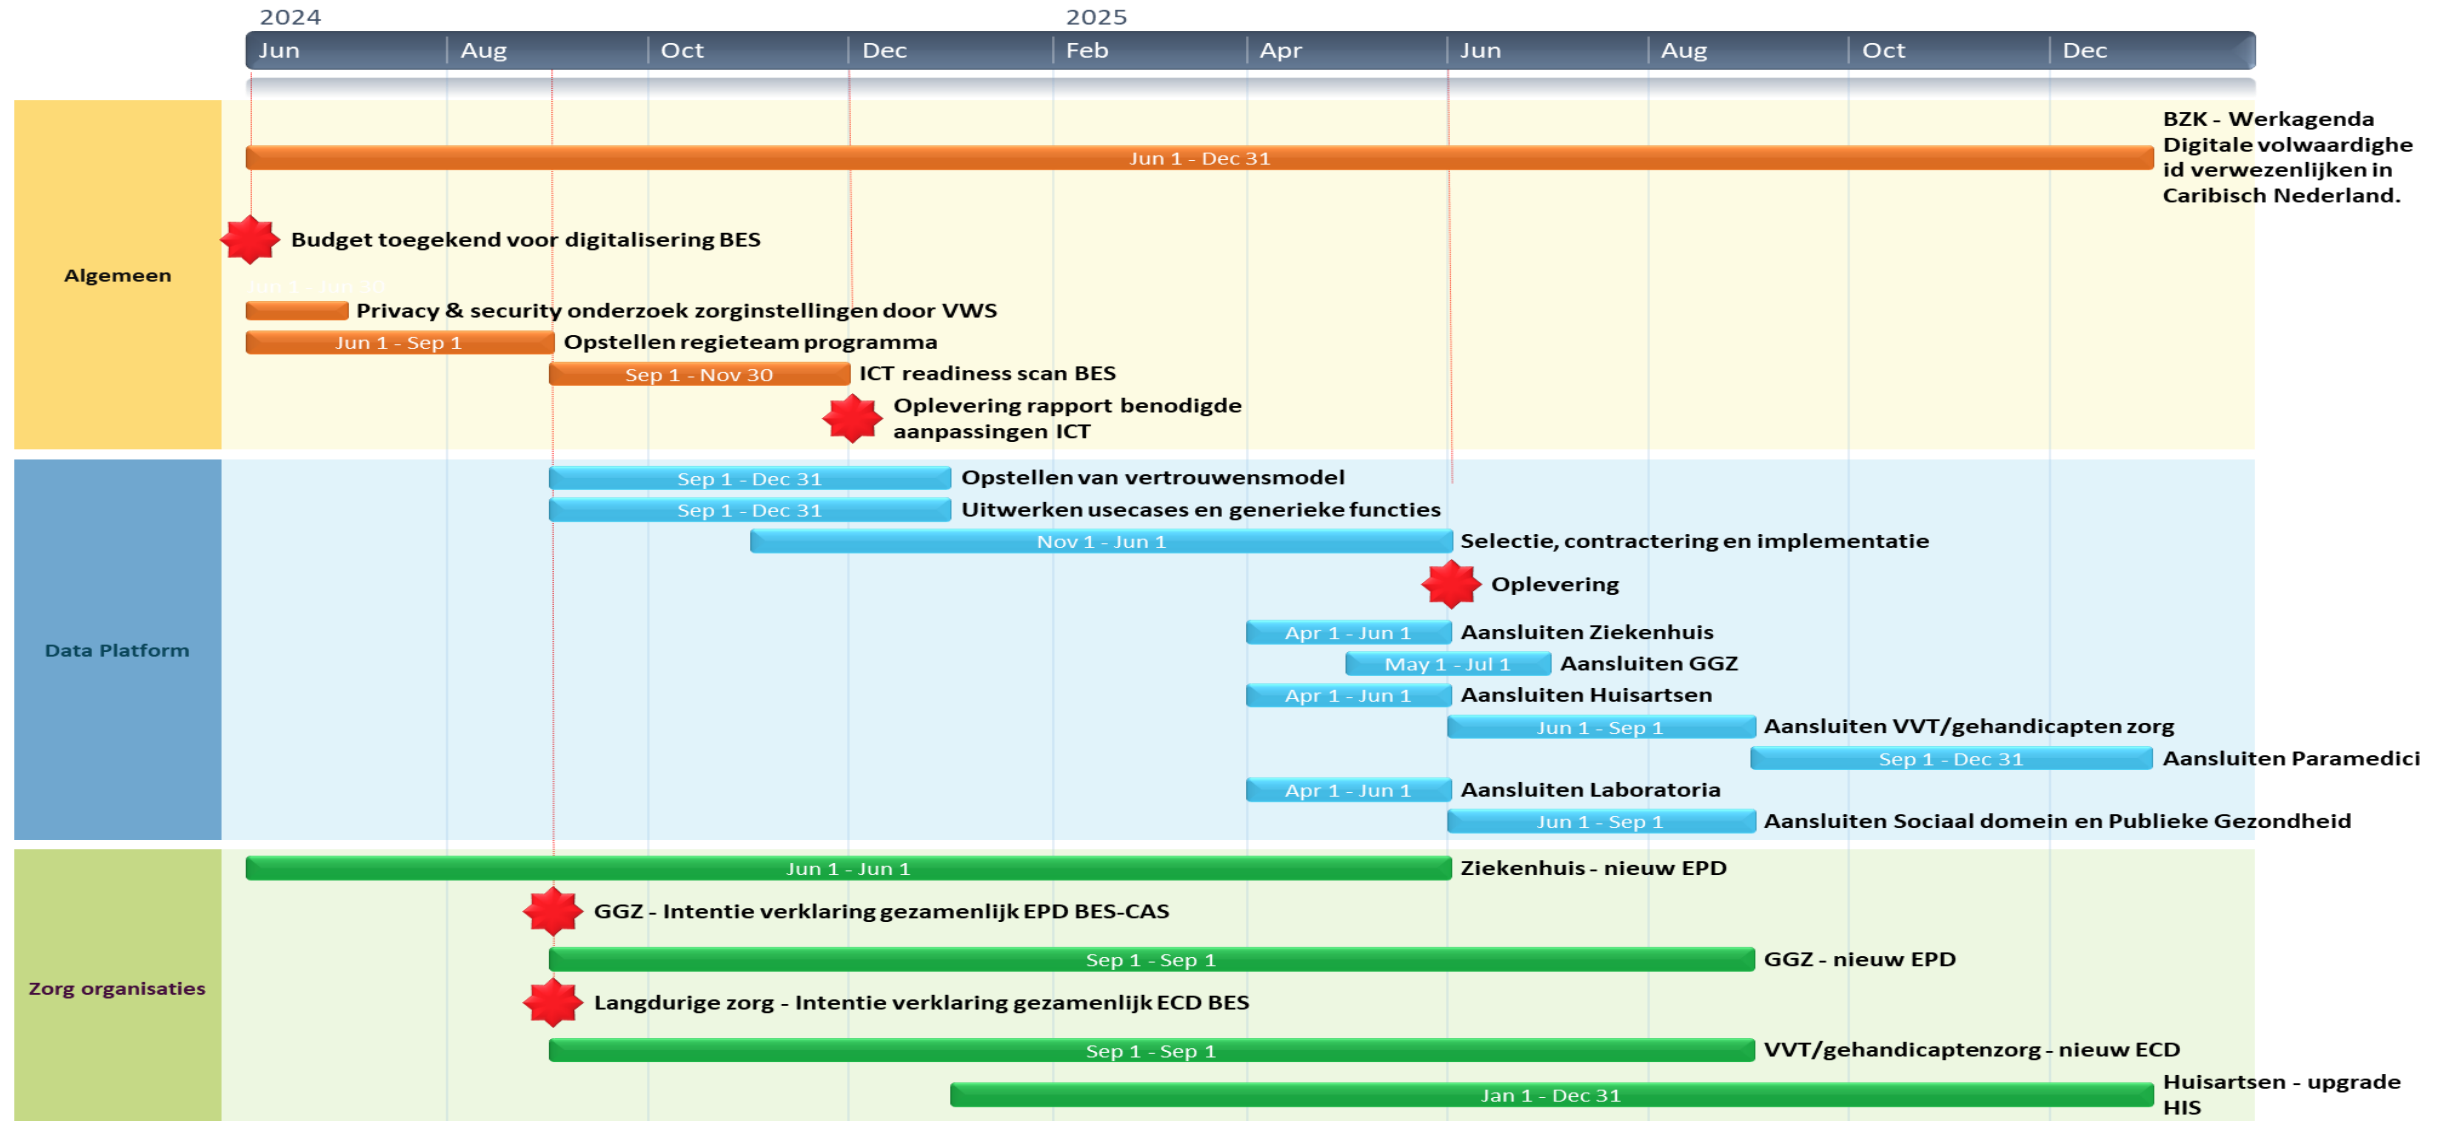 2024 2025
Jun Aug Oct Dec Feb Apr Jun Aug Oct Dec
Algemeen
Jun 1 - Dec 31
BZK - Werkagenda
Digitale volwaardighe
id verwezenlijken in
Caribisch Nederland.
Budget toegekend voor digitalisering BES
Jun 1 - Jun 30
Privacy & security onderzoek zorginstellingen door VWS
Jun 1 - Sep 1 Opstellen regieteam programma
Sep 1 - Nov 30 ICT readiness scan BES
Oplevering rapport benodigde
aanpassingen ICT
Data Platform
Sep 1 - Dec 31 Opstellen van vertrouwensmodel
Sep 1 - Dec 31 Uitwerken usecases en generieke functies
Nov 1 - Jun 1 Selectie, contractering en implementatie
Oplevering
Apr 1 - Jun 1 Aansluiten Ziekenhuis
May 1 - Jul 1 Aansluiten GGZ
Apr 1 - Jun 1 Aansluiten Huisartsen
Jun 1 - Sep 1 Aansluiten VVT/gehandicapten zorg
Sep 1 - Dec 31 Aansluiten Paramedici
Apr 1 - Jun 1 Aansluiten Laboratoria
Jun 1 - Sep 1 Aansluiten Sociaal domein en Publieke Gezondheid
Zorg organisaties
Jun 1 - Jun 1 Ziekenhuis - nieuw EPD
GGZ - Intentie verklaring gezamenlijk EPD BES-CAS
Sep 1 - Sep 1 GGZ - nieuw EPD
Langdurige zorg - Intentie verklaring gezamenlijk ECD BES
Sep 1 - Sep 1 VVT/gehandicaptenzorg - nieuw ECD
Jan 1 - Dec 31 Huisartsen - upgrade
HIS